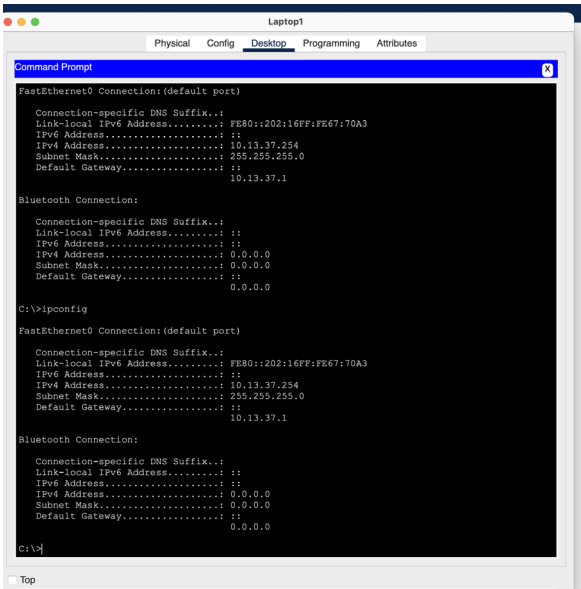 Laptop1
Physical Config Desktop Programming Attributes
Command Prompt X
FastEthernet0 Connection:(default port)
Connection-specific DNS Suffix..:
Link-local IPv6 Address.........: FE80::202:16FF:FE67:70A3
IPv6 Address....................: ::
IPv4 Address....................: 10.13.37.254
Subnet Mask.....................: 255.255.255.0
Default Gateway.................: ::
10.13.37.1
Bluetooth Connection:
Connection-specific DNS Suffix..:
Link-local IPv6 Address.........: ::
IPv6 Address....................: ::
IPv4 Address....................: 0.0.0.0
Subnet Mask.....................: 0.0.0.0
Default Gateway.................: ::
0.0.0.0
C:\>ipconfig
FastEthernet0 Connection:(default port)
Connection-specific DNS Suffix..:
Link-local IPv6 Address.........: FE80::202:16FF:FE67:70A3
IPv6 Address....................: ::
IPv4 Address....................: 10.13.37.254
Subnet Mask.....................: 255.255.255.0
Default Gateway.................: ::
10.13.37.1
Bluetooth Connection:
Connection-specific DNS Suffix..:
Link-local IPv6 Address.........: ::
IPv6 Address....................: ::
IPv4 Address....................: 0.0.0.0
Subnet Mask.....................: 0.0.0.0
Default Gateway.................: ::
0.0.0.0
C:\>
Top